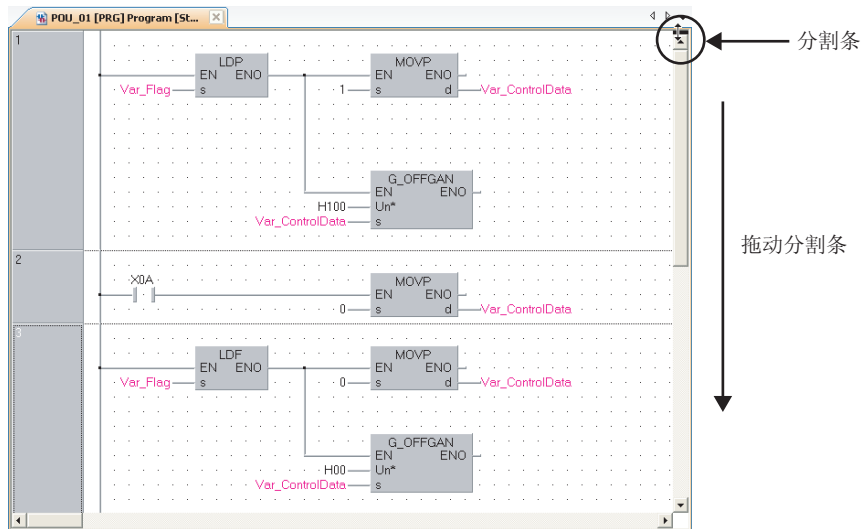 POU_01 [PRG] Program [St...
分割条
1
LDP
MOVP
EN ENO
EN ENO
Var_Flag
s
1
s d
Var_ControlData
G_OFFGAN
EN ENO
H100
Un*
Var_ControlData
s
拖动分割条
2
X0A
MOVP
EN ENO
0
s d
Var_ControlData
3
LDF
MOVP
EN ENO
EN ENO
Var_Flag
s
0
s d
Var_ControlData
G_OFFGAN
EN ENO
H00
Un*
Var_ControlData
s